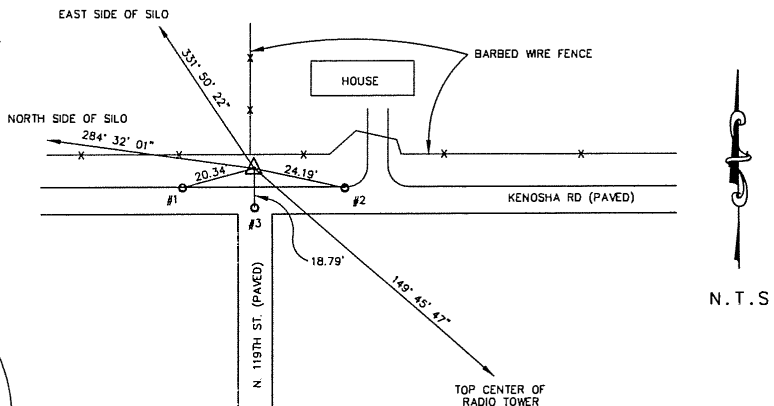 EAST SIDE OF SILO
331° 50' 22"
BARBED WIRE FENCE
HOUSE
NORTH SIDE OF SILO
284° 32' 01"
20.34
24.19'
#1
#2
KENOSHA RD (PAVED)
#3
18.79'
N. 119TH ST. (PAVED)
149° 45' 47"
N.T.S
TOP CENTER OF
RADIO TOWER